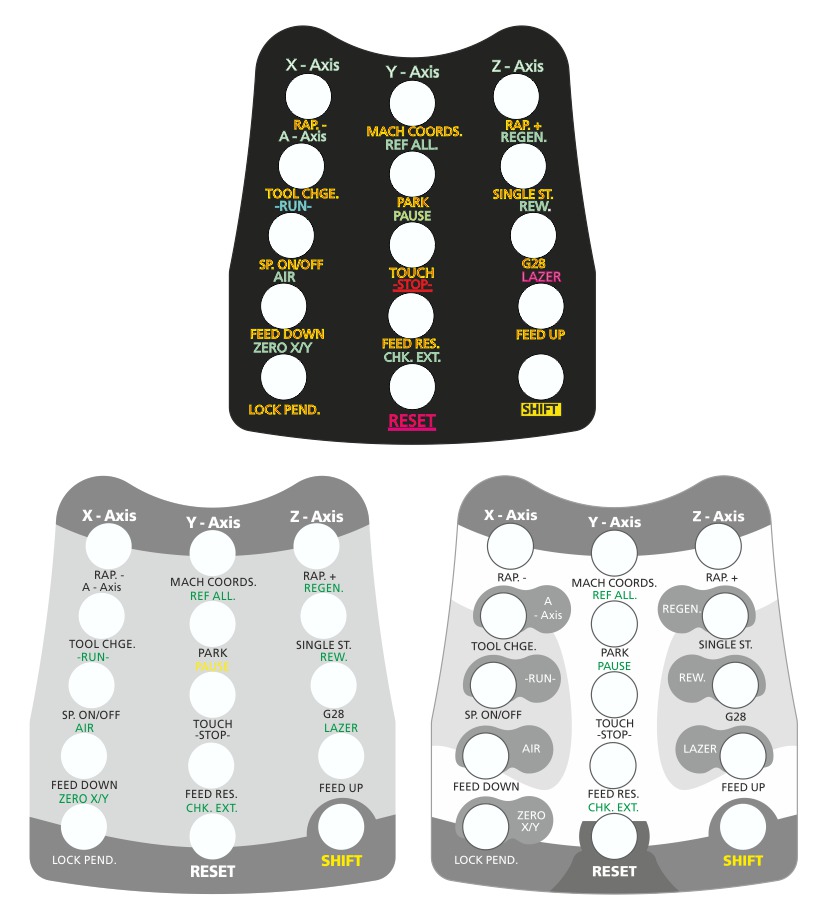 X - Axis
Y - Axis
Z - Axis
RAP. -
MACH COORDS.
RAP. +
A - Axis
REF ALL.
REGEN.
TOOL CHGE.
PARK
SINGLE ST.
-RUN-
PAUSE
REW.
SP. ON/OFF
TOUCH
G28
AIR
-STOP-
LAZER
FEED DOWN
FEED RES.
FEED UP
ZERO X/Y
CHK. EXT.
LOCK PEND.
RESET
SHIFT
X - Axis
Y - Axis
Z - Axis
RAP. -
MACH COORDS.
RAP. +
A - Axis
REF ALL.
REGEN.
TOOL CHGE.
PARK
SINGLE ST.
-RUN-
PAUSE
REW.
SP. ON/OFF
TOUCH
G28
AIR
-STOP-
LAZER
FEED DOWN
FEED RES.
FEED UP
ZERO X/Y
CHK. EXT.
LOCK PEND.
RESET
SHIFT
X - Axis
Y - Axis
Z - Axis
RAP. -
MACH COORDS.
RAP. +
A
- Axis
REF ALL.
REGEN.
TOOL CHGE.
PARK
SINGLE ST.
-RUN-
PAUSE
REW.
SP. ON/OFF
TOUCH
G28
AIR
-STOP-
LAZER
FEED DOWN
FEED RES.
FEED UP
ZERO
X/Y
CHK. EXT.
LOCK PEND.
RESET
SHIFT